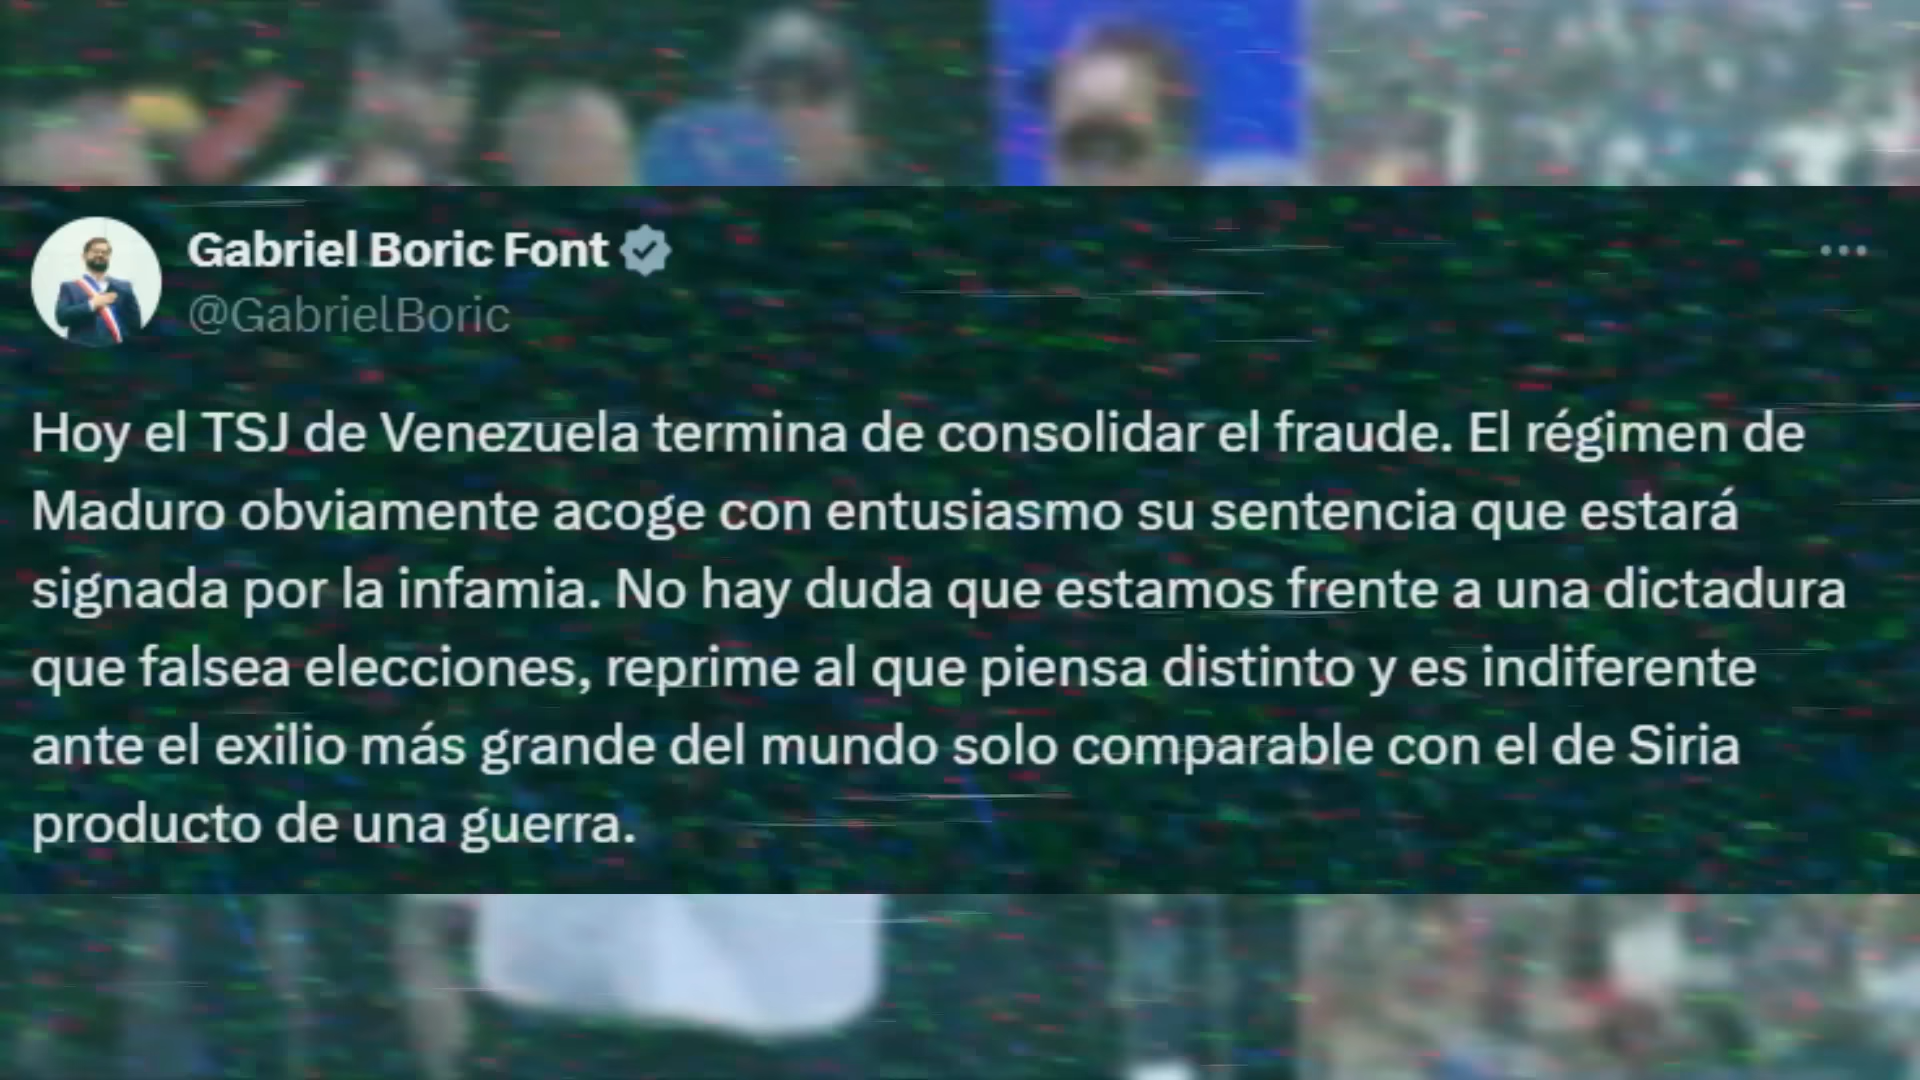 Gabriel Boric Font
@GabrielBoric
Hoy el TSJ de Venezuela termina de consolidar el fraude. El régimen de
Maduro obviamente acoge con entusiasmo su sentencia que estará
signada por la infamia. No hay duda que estamos frente a una dictadura
que falsea elecciones, reprime al que piensa distinto y es indiferente
ante el exilio más grande del mundo solo comparable con el de Siria
producto de una guerra.